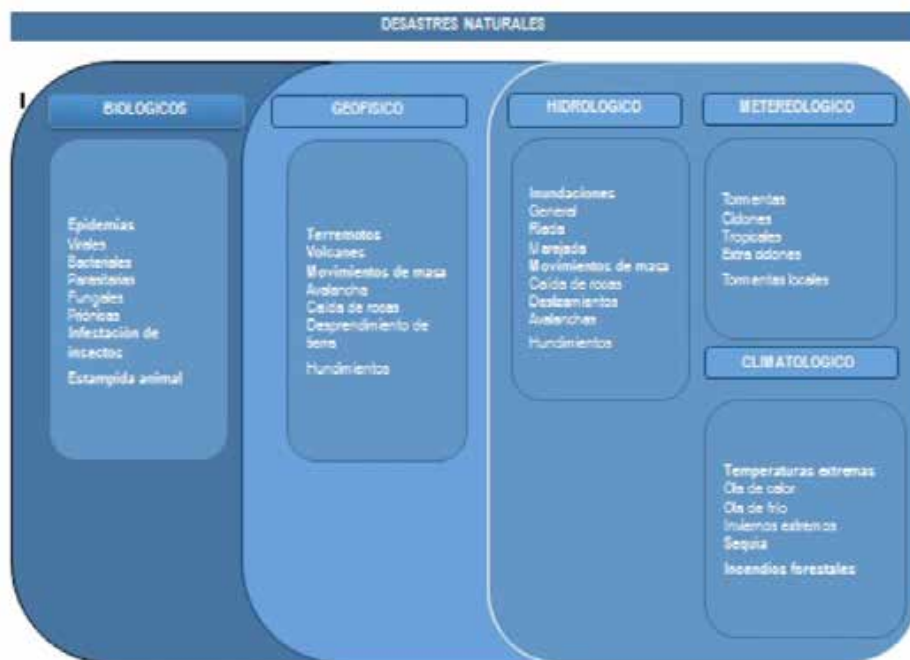 DESASTRES NATURALES
BIOLOGICOS
Epidemias
Virales
Bacteriales
Parasitarias
Fungales
Priónicas
Infestación de
insectos
Estampida animal
GEOFISICO
Terremotos
Volcanes
Movimientos de masa
Avalancha
Caída de rocas
Desprendimiento de
tierra
Hundimientos
HIDROLOGICO
Inundaciones
General
Riada
Marejada
Movimientos de masa
Caída de rocas
Deslizamientos
Avalanchas
Hundimientos
METEREOLOGICO
Tormentas
Ciclones
Tropicales
Extra ciclones
Tormentas locales
CLIMATOLOGICO
Temperaturas extremas
Ola de calor
Ola de frío
Inviernos extremos
Sequia
Incendios forestales